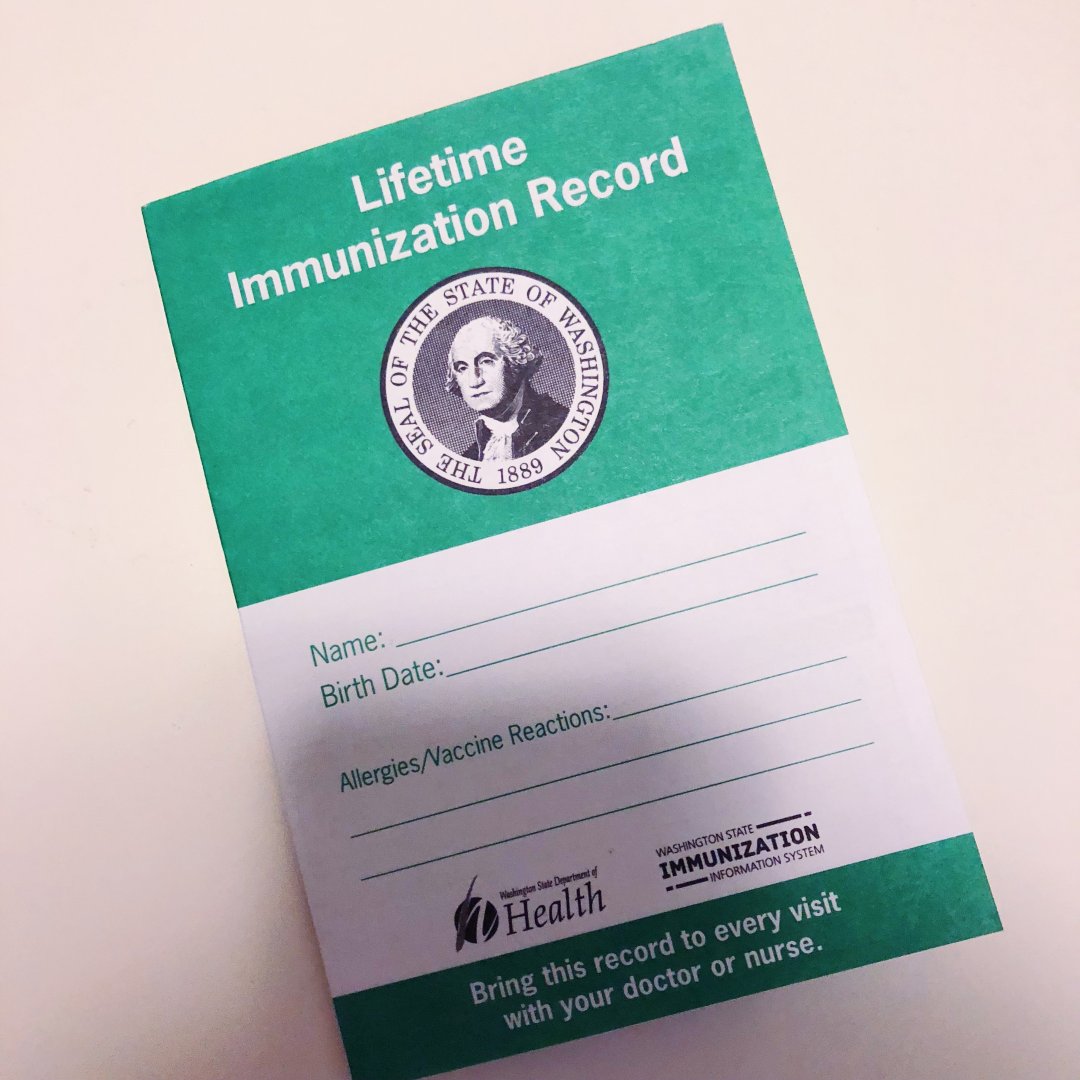 Lifetime
Immunization Record
THE SEAL OF THE STATE OF WASHINGTON
1889
Name:
Birth Date:
Allergies/Vaccine Reactions:
Washington State Department of
Health
WASHINGTON STATE
IMMUNIZATION
INFORMATION SYSTEM
Bring this record to every visit
with your doctor or nurse.